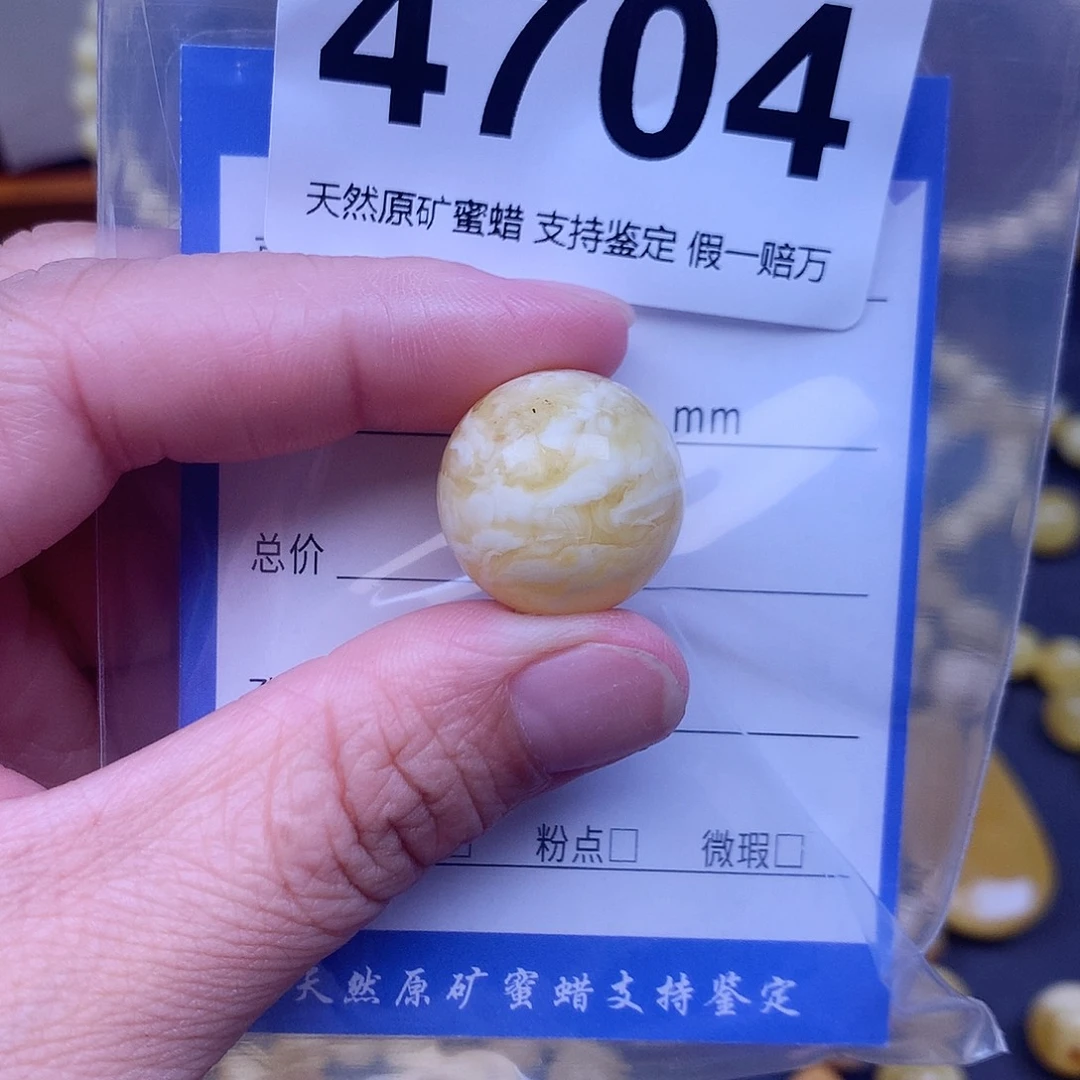 4704
天然原矿蜜蜡 支持鉴定 假一赔万
mm
总价
粉点□ 微瑕□
天然原矿蜜蜡支持鉴定